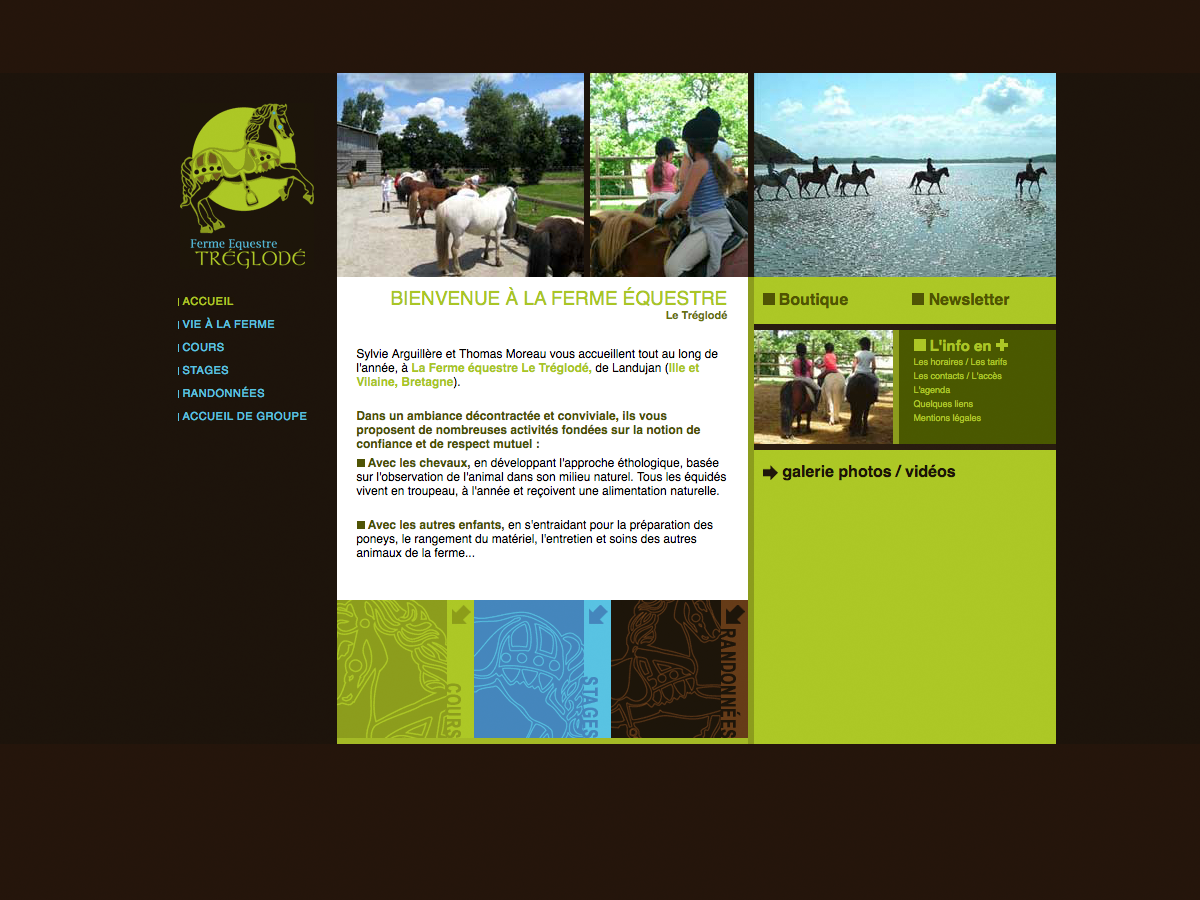 Ferme Equestre
TRÉGLODÉ
ACCUEIL
VIE À LA FERME
COURS
STAGES
RANDONNÉES
ACCUEIL DE GROUPE
BIENVENUE À LA FERME ÉQUESTRE
Le Tréglodé
Sylvie Arguillère et Thomas Moreau vous accueillent tout au long de
l'année, à La Ferme équestre Le Tréglodé, de Landujan (Ille et
Vilaine, Bretagne).
Dans un ambiance décontractée et conviviale, ils vous
proposent de nombreuses activités fondées sur la notion de
confiance et de respect mutuel :
Avec les chevaux, en développant l'approche éthologique, basée
sur l'observation de l'animal dans son milieu naturel. Tous les équidés
vivent en troupeau, à l'année et reçoivent une alimentation naturelle.
Avec les autres enfants, en s'entraidant pour la préparation des
poneys, le rangement du matériel, l'entretien et soins des autres
animaux de la ferme...
COURS
STAGES
RANDONNÉES
Boutique
Newsletter
L'info en +
Les horaires / Les tarifs
Les contacts / L'accès
L'agenda
Quelques liens
Mentions légales
galerie photos / vidéos